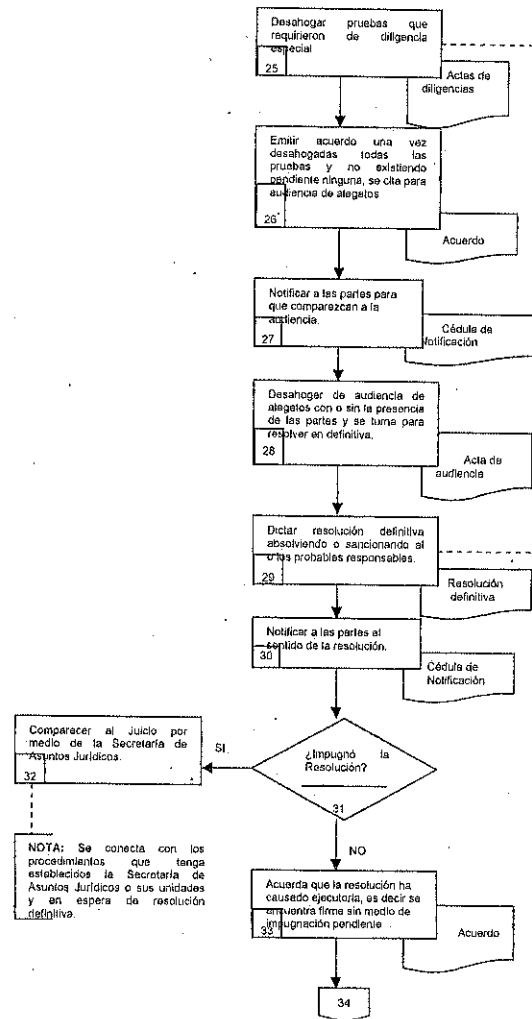 Desahogar pruebas que
requirieron de diligencia
especial
25
Actas de
diligencias
Emitir acuerdo una vez
desahogadas todas las
pruebas y no existiendo
pendiente ninguna, se cita para
audiencia de alegatos
26
Acuerdo
Notificar a las partes para
que comparezcan a la
audiencia.
27
Cédula de
Notificación
Desahogar de audiencia de
alegatos con o sin la presencia
de las partes y se turna para
resolver en definitiva.
28
Acta de
audiencia
Dictar resolución definitiva
absolviendo o sancionando al
o los probables responsables.
29
Resolución
definitiva
Notificar a las partes el
sentido de la resolución.
30
Cédula de
Notificación
¿Impugnó la
Resolución?
31
SI
Comparecer al Juicio por
medio de la Secretaría de
Asuntos Jurídicos.
32
NOTA: Se conecta con los
procedimientos que tenga
establecidos la Secretaría de
Asuntos Jurídicos o sus unidades
y en espera de resolución
definitiva.
NO
Acuerda que la resolución ha
causado ejecutoria, es decir se
encuentra firme sin medio de
impugnación pendiente
33
Acuerdo
34